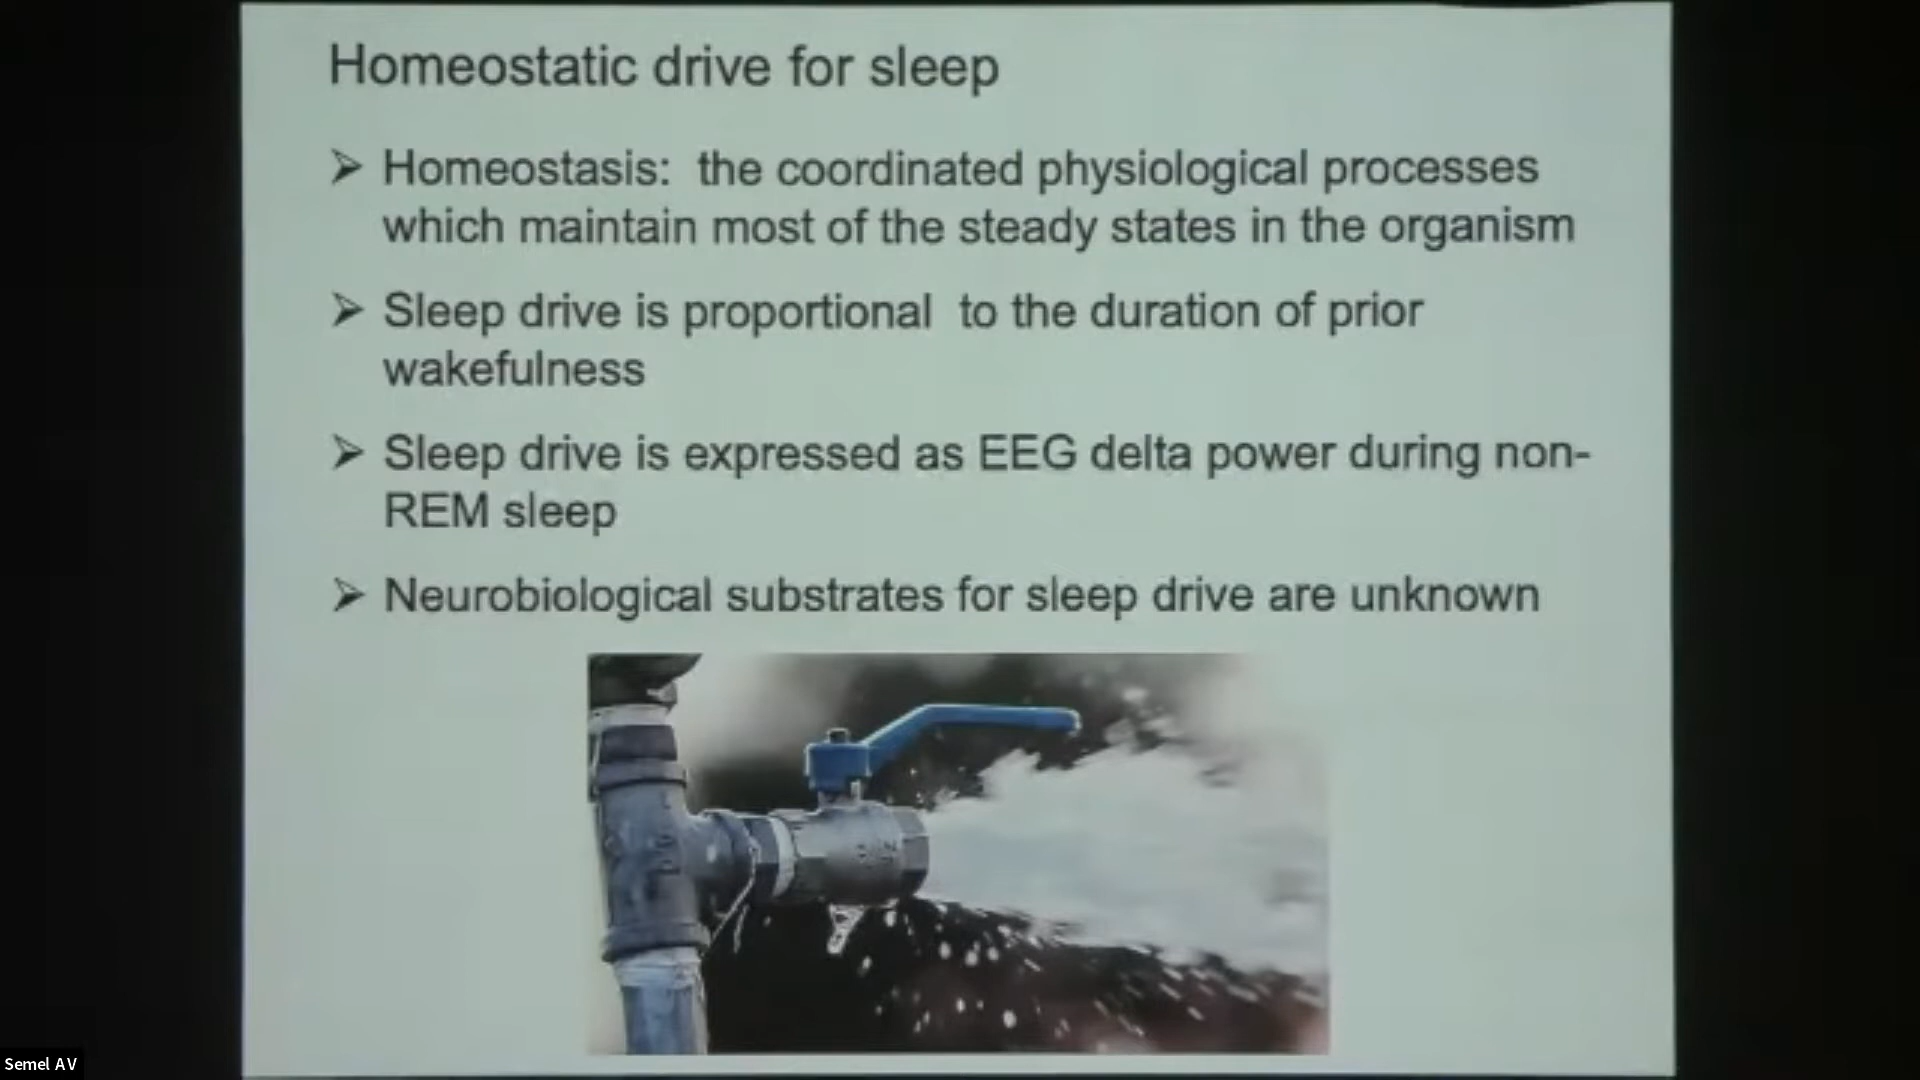 Homeostatic drive for sleep
➢ Homeostasis:  the coordinated physiological processes
which maintain most of the steady states in the organism
➢ Sleep drive is proportional  to the duration of prior
wakefulness
➢ Sleep drive is expressed as EEG delta power during non-
REM sleep
➢ Neurobiological substrates for sleep drive are unknown
Semel AV